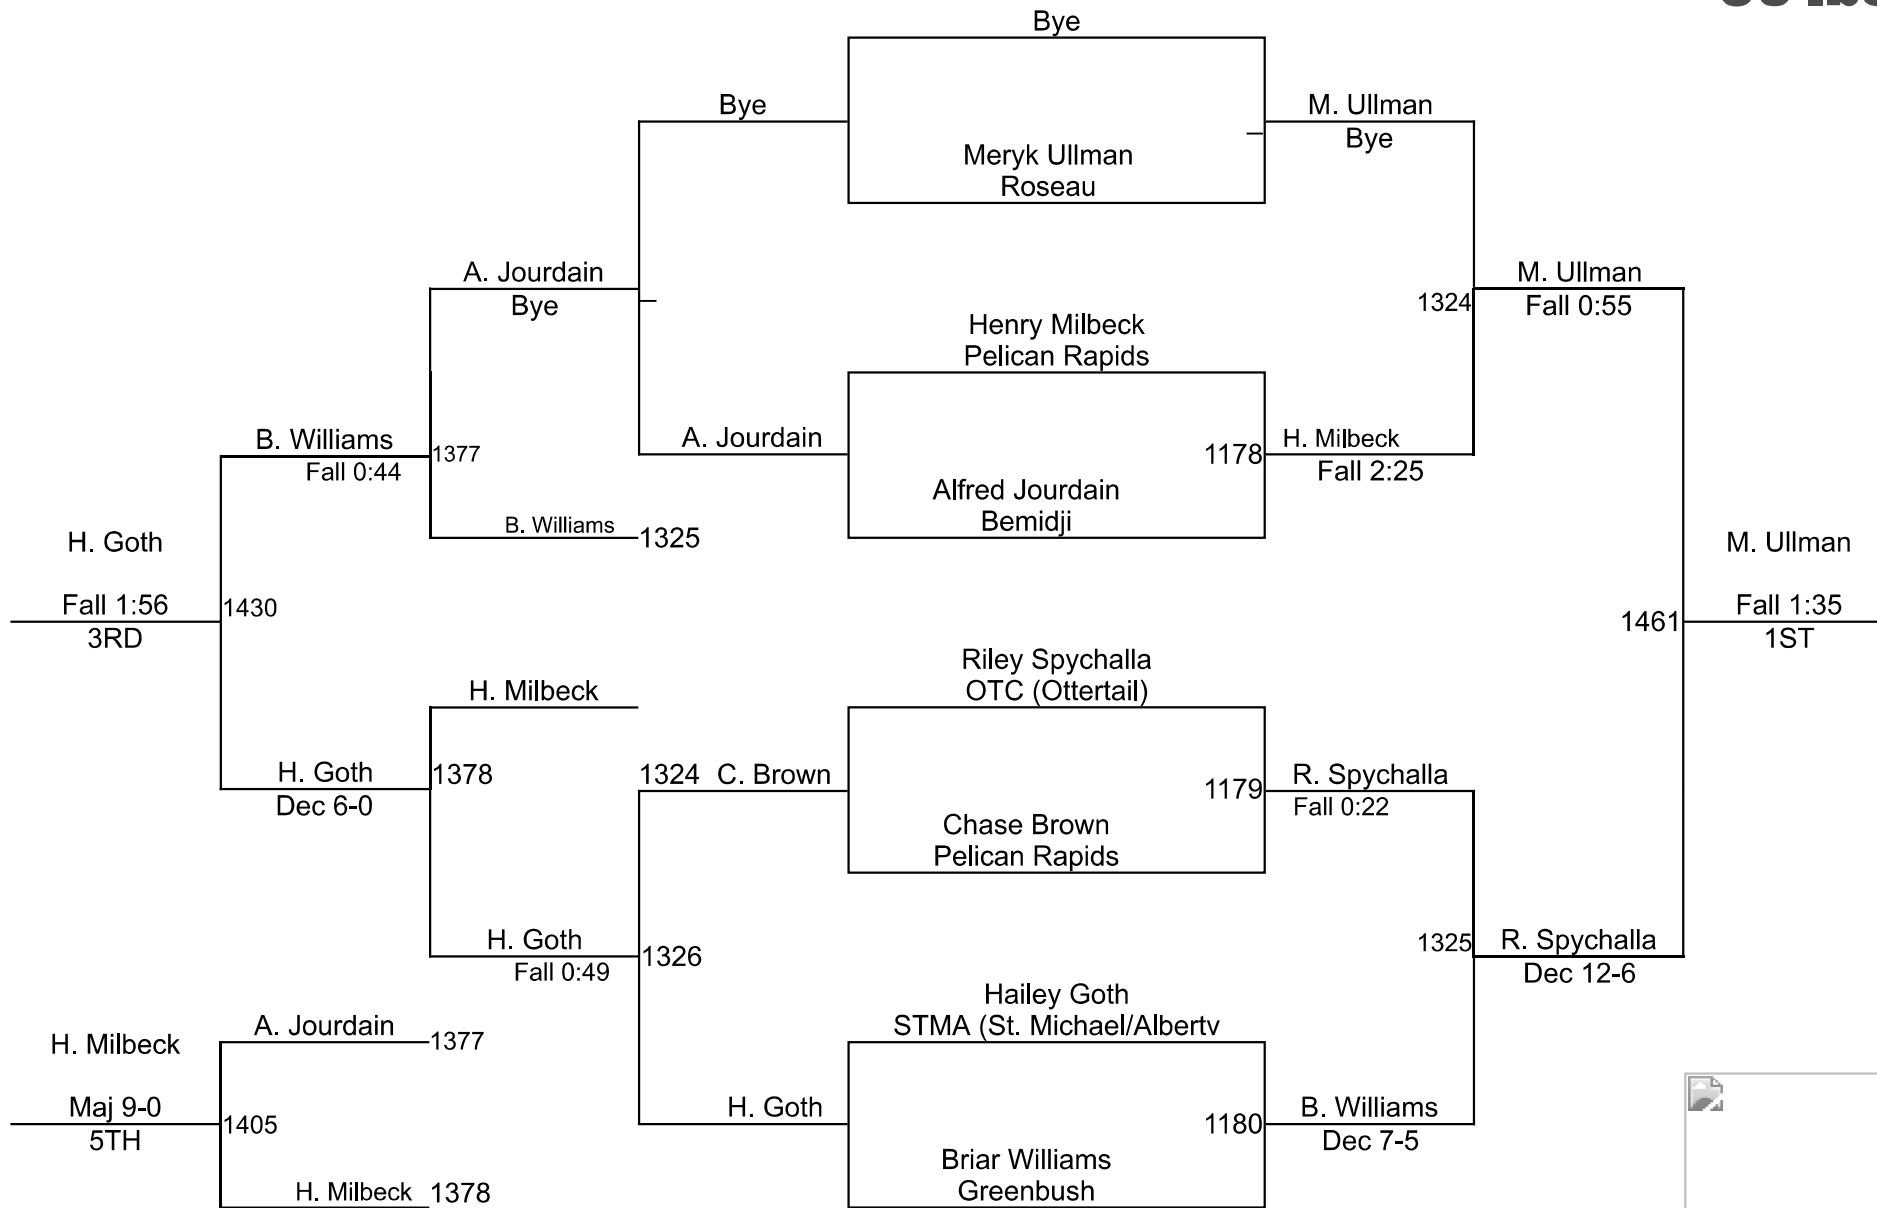 Bye
Bye
M. Ullman
Bye
Meryk Ullman
Roseau
A. Jourdain
Bye
M. Ullman
1324
Fall 0:55
Henry Milbeck
Pelican Rapids
B. Williams
1377
Fall 0:44
A. Jourdain
1178
H. Milbeck
Fall 2:25
Alfred Jourdain
Bemidji
B. Williams
1325
H. Goth
Fall 1:56
3RD
1430
M. Ullman
1461
Fall 1:35
1ST
Riley Spychalla
OTC (Ottertail)
H. Milbeck
H. Goth
1378
Dec 6-0
1324 C. Brown
1179
R. Spychalla
Fall 0:22
Chase Brown
Pelican Rapids
H. Goth
1326
Fall 0:49
1325
R. Spychalla
Dec 12-6
Hailey Goth
STMA (St. Michael/Albertv
A. Jourdain
1377
H. Milbeck
Maj 9-0
5TH
1405
H. Goth
1180
B. Williams
Dec 7-5
Briar Williams
Greenbush
H. Milbeck 1378